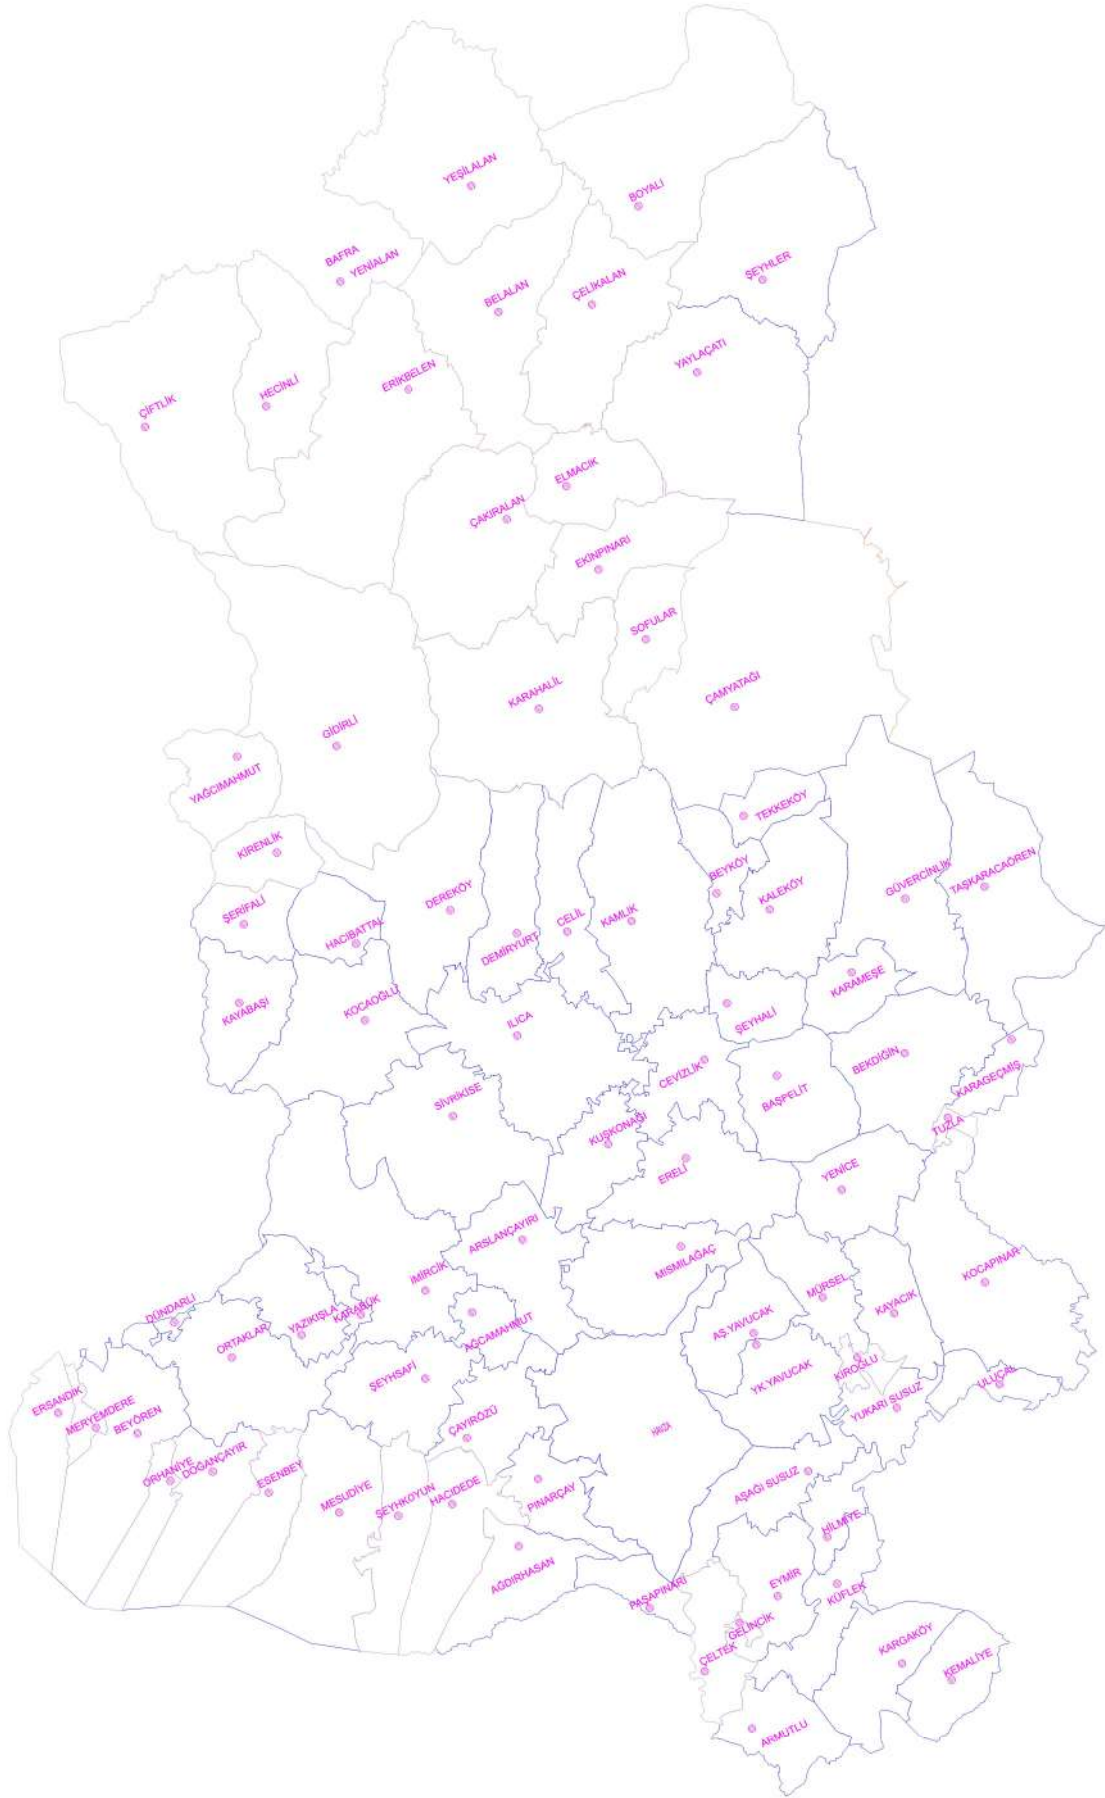 YEŞİLALAN
BOYALI
BAFRA
YENİALAN
ŞEYHLER
BELALAN
ÇELİKALAN
YAYLAÇATI
ERİKBELEN
HECİNLİ
ÇİFTLİK
ELMACIK
ÇAKIRALAN
EKİNPINARI
SOFULAR
KARAHALİL
ÇAMYATAĞI
GİDİRLİ
YAĞCIMAHMUT
TEKKEKÖY
KİRENLİK
BEYKÖY
GÜVERCİNLİK
TAŞKARACAÖREN
DEREKÖY
KALEKÖY
ŞERİFALİ
CELİL
KAMLIK
HACIBATTAL
DEMİRYURT
KARAMEŞE
KAYABAŞI
KOCAOĞLU
ŞEYHALİ
ILICA
BEKDİĞİN
CEVİZLİK
KARAGEÇMİŞ
BAŞPELİT
SİVRİKİSE
TUZLA
KUŞKONAĞI
ERELİ
YENİCE
ARSLANÇAYIRI
MISMILAĞAÇ
KOCAPINAR
İMİRCİK
MÜRSEL
KAYACIK
DÜNDARLI
KARABÜK
YAZIKIŞLA
AĞCAMAHMUT
AŞ.YAVUCAK
ORTAKLAR
ŞEYHSAFİ
YK YAVUCAK
KIROĞLU
ULUÇAL
ERSANDIK
MERYEMDERE
BEYÖREN
YUKARI SUSUZ
ÇAYIRÖZÜ
HAVZA
ORHANİYE
DOĞANÇAYIR
ESENBEY
MESUDİYE
ŞEYHKOYUN
HACIDEDE
PINARÇAY
AŞAĞI SUSUZ
HİLMİYE
AĞDIRHASAN
EYMİR
KÜFLEK
PAŞAPINARI
GELİNCİK
ÇELTEK
KARGAKÖY
KEMALİYE
ARMUTLU